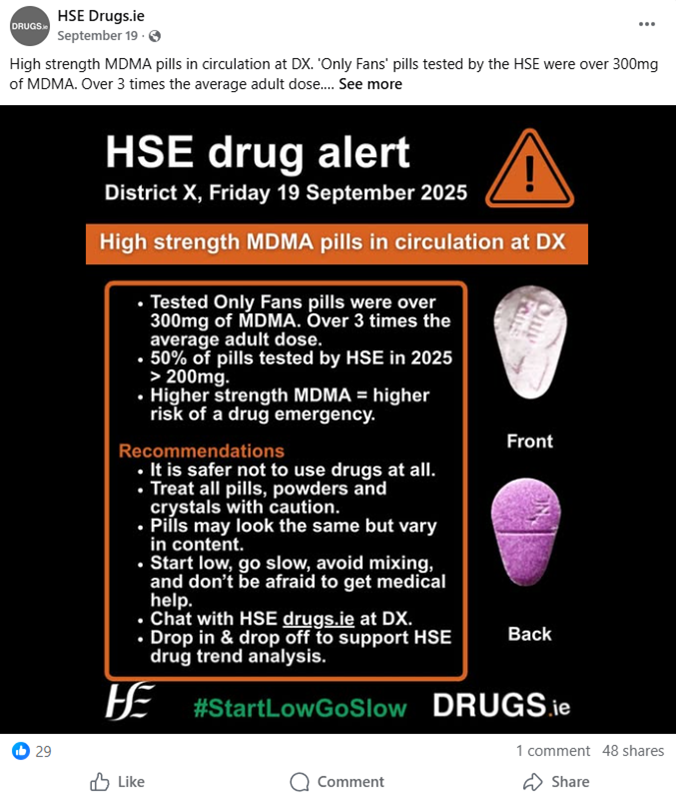 DRUGS.ie
HSE Drugs.ie
September 19 ·
High strength MDMA pills in circulation at DX. 'Only Fans' pills tested by the HSE were over 300mg
of MDMA. Over 3 times the average adult dose.... See more
HSE drug alert
District X, Friday 19 September 2025
!
High strength MDMA pills in circulation at DX
• Tested Only Fans pills were over
300mg of MDMA. Over 3 times the
average adult dose.
• 50% of pills tested by HSE in 2025
> 200mg.
• Higher strength MDMA = higher
risk of a drug emergency.
Recommendations
• It is safer not to use drugs at all.
• Treat all pills, powders and
crystals with caution.
• Pills may look the same but vary
in content.
• Start low, go slow, avoid mixing,
and don't be afraid to get medical
help.
• Chat with HSE drugs.ie at DX.
• Drop in & drop off to support HSE
drug trend analysis.
Front
Back
HSE
#StartLowGoSlow
DRUGS.ie
29
1 comment 48 shares
Like
Comment
Share